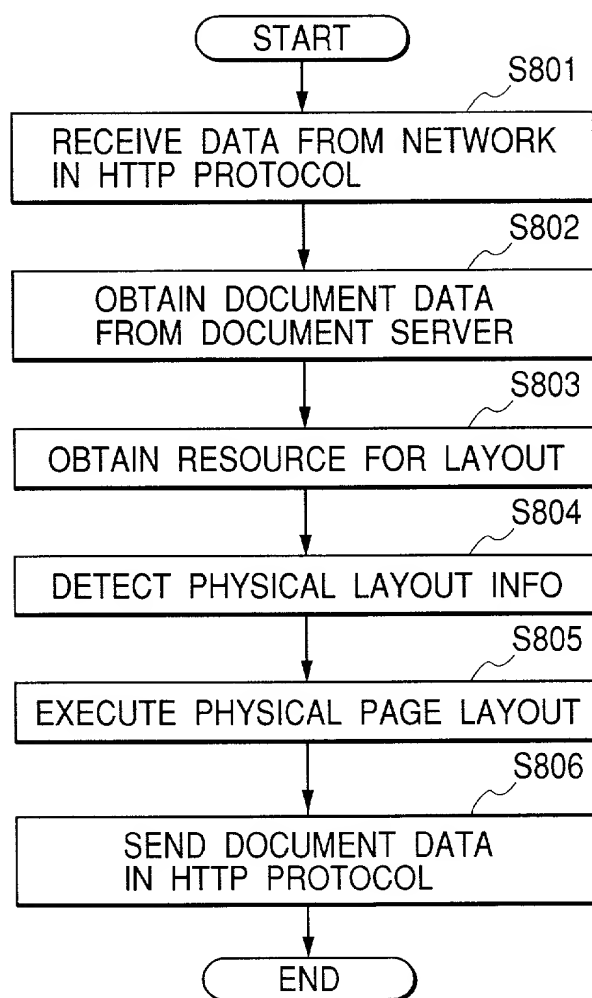 START
S801
RECEIVE DATA FROM NETWORK
IN HTTP PROTOCOL
S802
OBTAIN DOCUMENT DATA
FROM DOCUMENT SERVER
S803
OBTAIN RESOURCE FOR LAYOUT
S804
DETECT PHYSICAL LAYOUT INFO
S805
EXECUTE PHYSICAL PAGE LAYOUT
S806
SEND DOCUMENT DATA
IN HTTP PROTOCOL
END